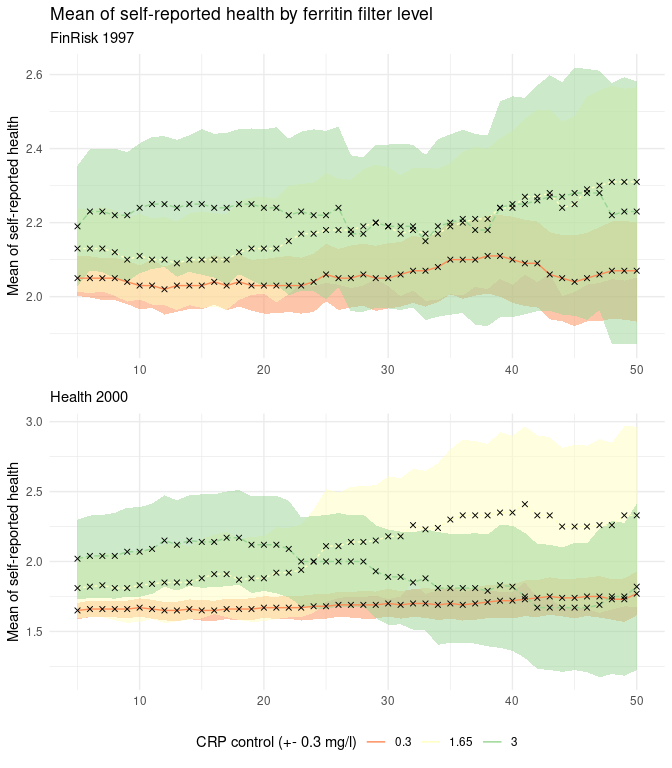 Mean of self-reported health by ferritin filter level
FinRisk 1997
Mean of self-reported health
2.6
2.4
2.2
2.0
10 20 30 40 50
Health 2000
Mean of self-reported health
3.0
2.5
2.0
1.5
10 20 30 40 50
CRP control (+- 0.3 mg/l) 0.3 1.65 3